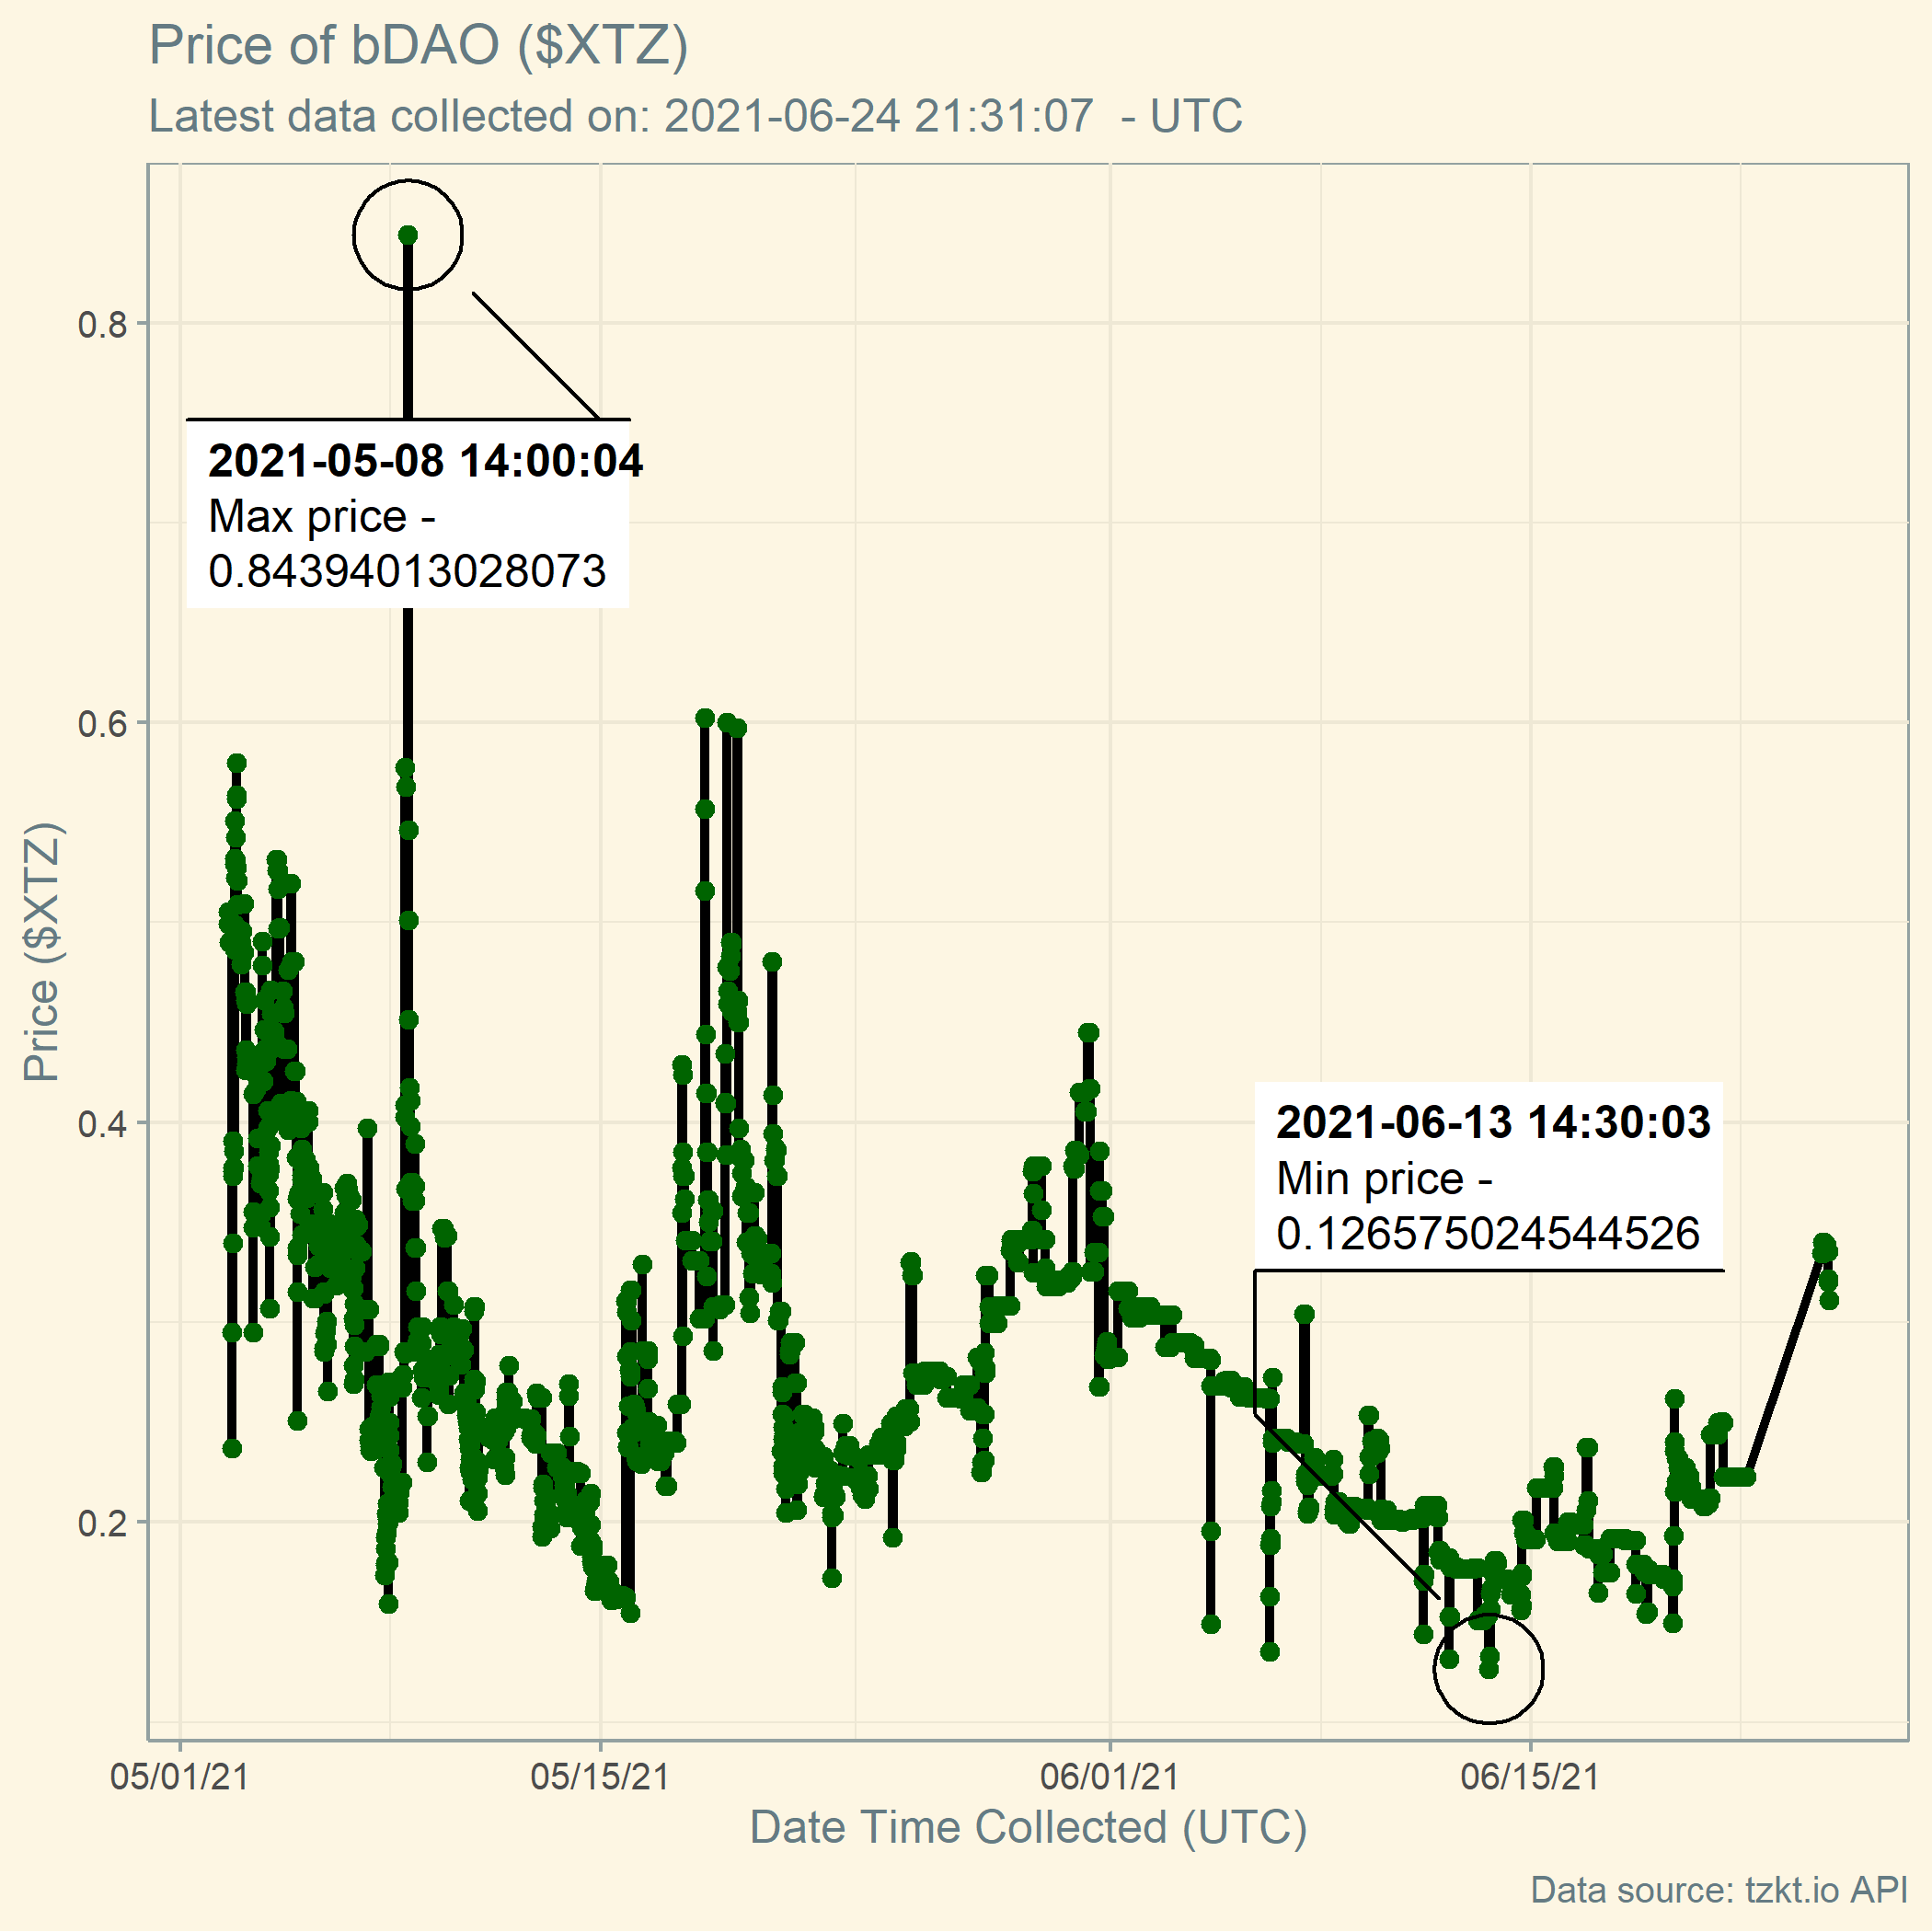 Price of bDAO ($XTZ)
Latest data collected on: 2021-06-24 21:31:07  - UTC
2021-05-08 14:00:04
Max price -
0.84394013028073
2021-06-13 14:30:03
Min price -
0.126575024544526
Price ($XTZ)
0.8
0.6
0.4
0.2
05/01/21
05/15/21
06/01/21
06/15/21
Date Time Collected (UTC)
Data source: tzkt.io API